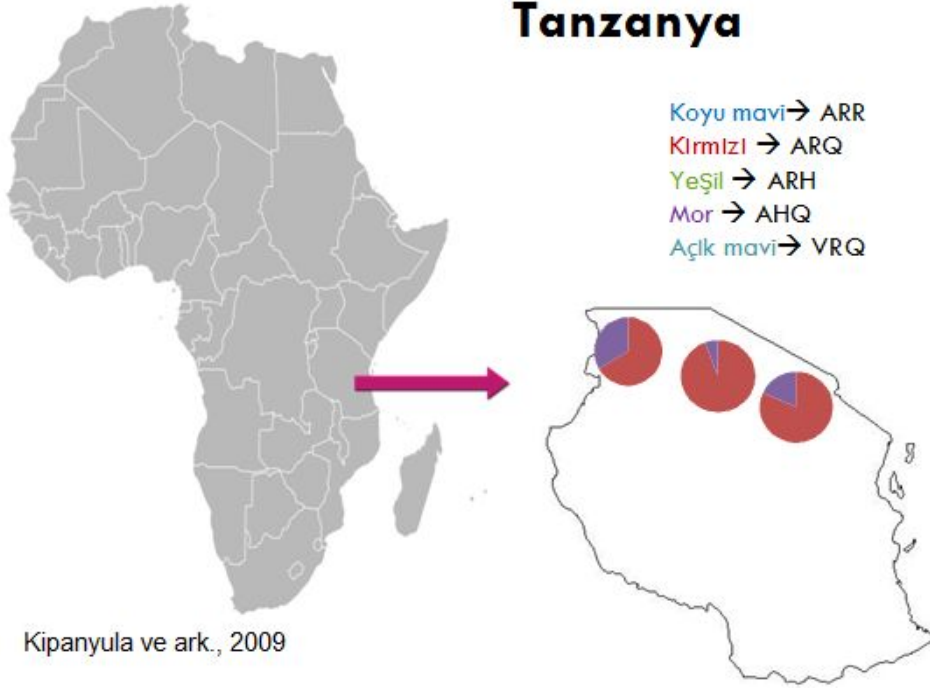 Tanzanya
Koyu mavi→ ARR
Kırmızı → ARQ
Yeşil → ARH
Mor → AHQ
Açık mavi→ VRQ
Kipanyula ve ark., 2009